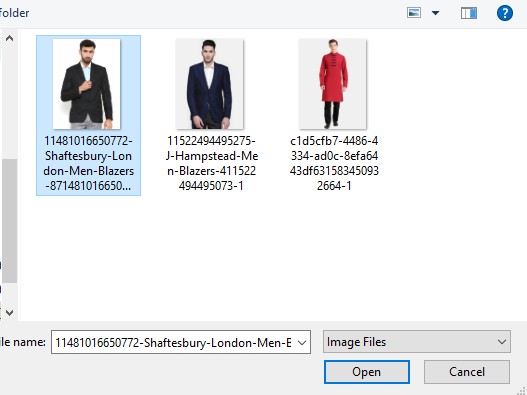 folder
11481016650772-
Shaftesbury-Lon
don-Men-Blazers
-871481016650...
11522494495275-
J-Hampstead-Me
n-Blazers-411522
494495073-1
c1d5cfb7-4486-4
334-ad0c-8efa64
43df63158345093
2664-1
ile name:
11481016650772-Shaftesbury-London-Men-B
Image Files
Open
Cancel